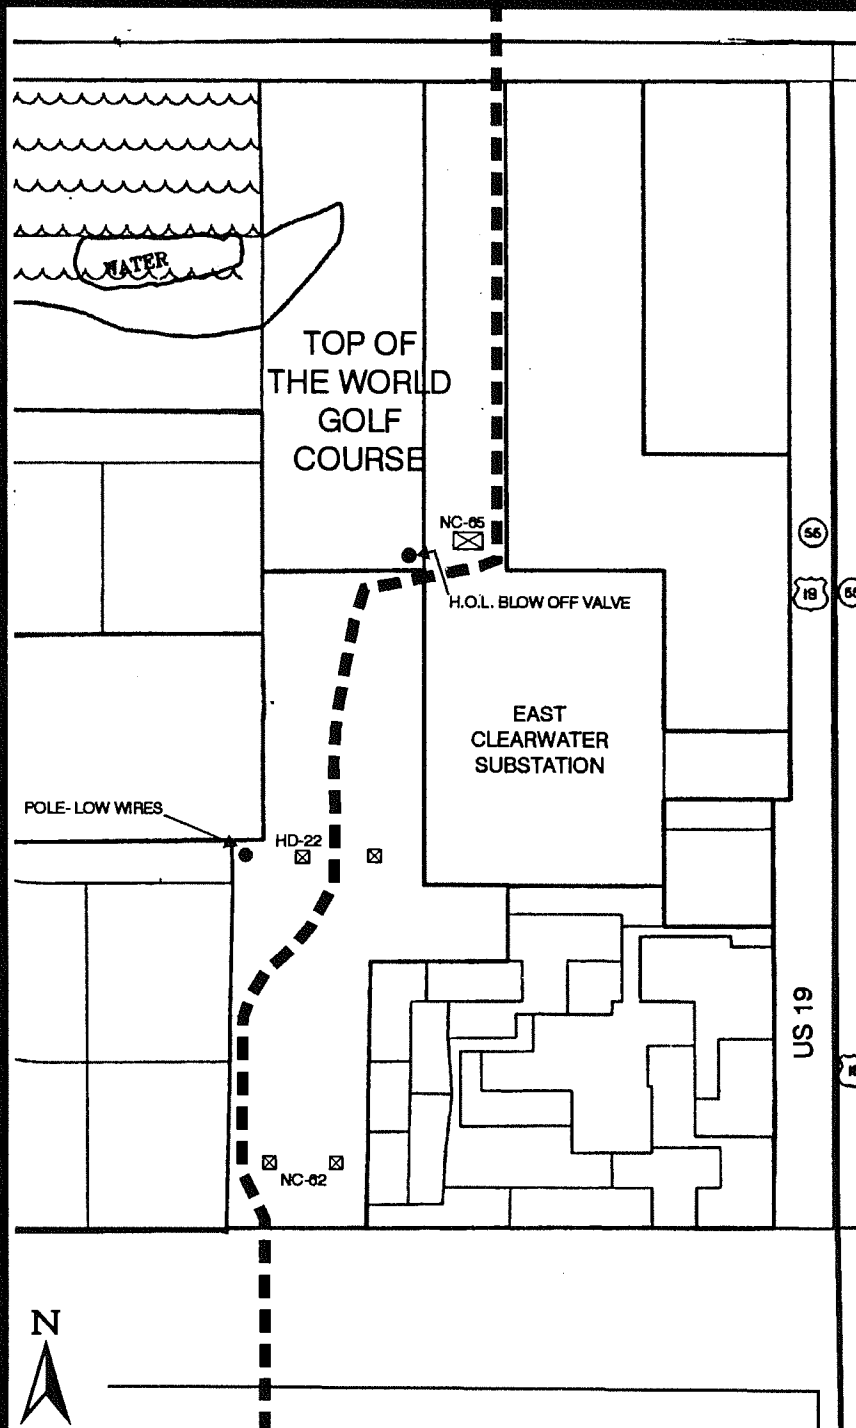 WATER
TOP OF
THE WORLD
GOLF
COURSE
NC-65
55
H.O.L. BLOW OFF VALVE
19
EAST
CLEARWATER
SUBSTATION
POLE- LOW WIRES
HD-22
US 19
NC-62
N